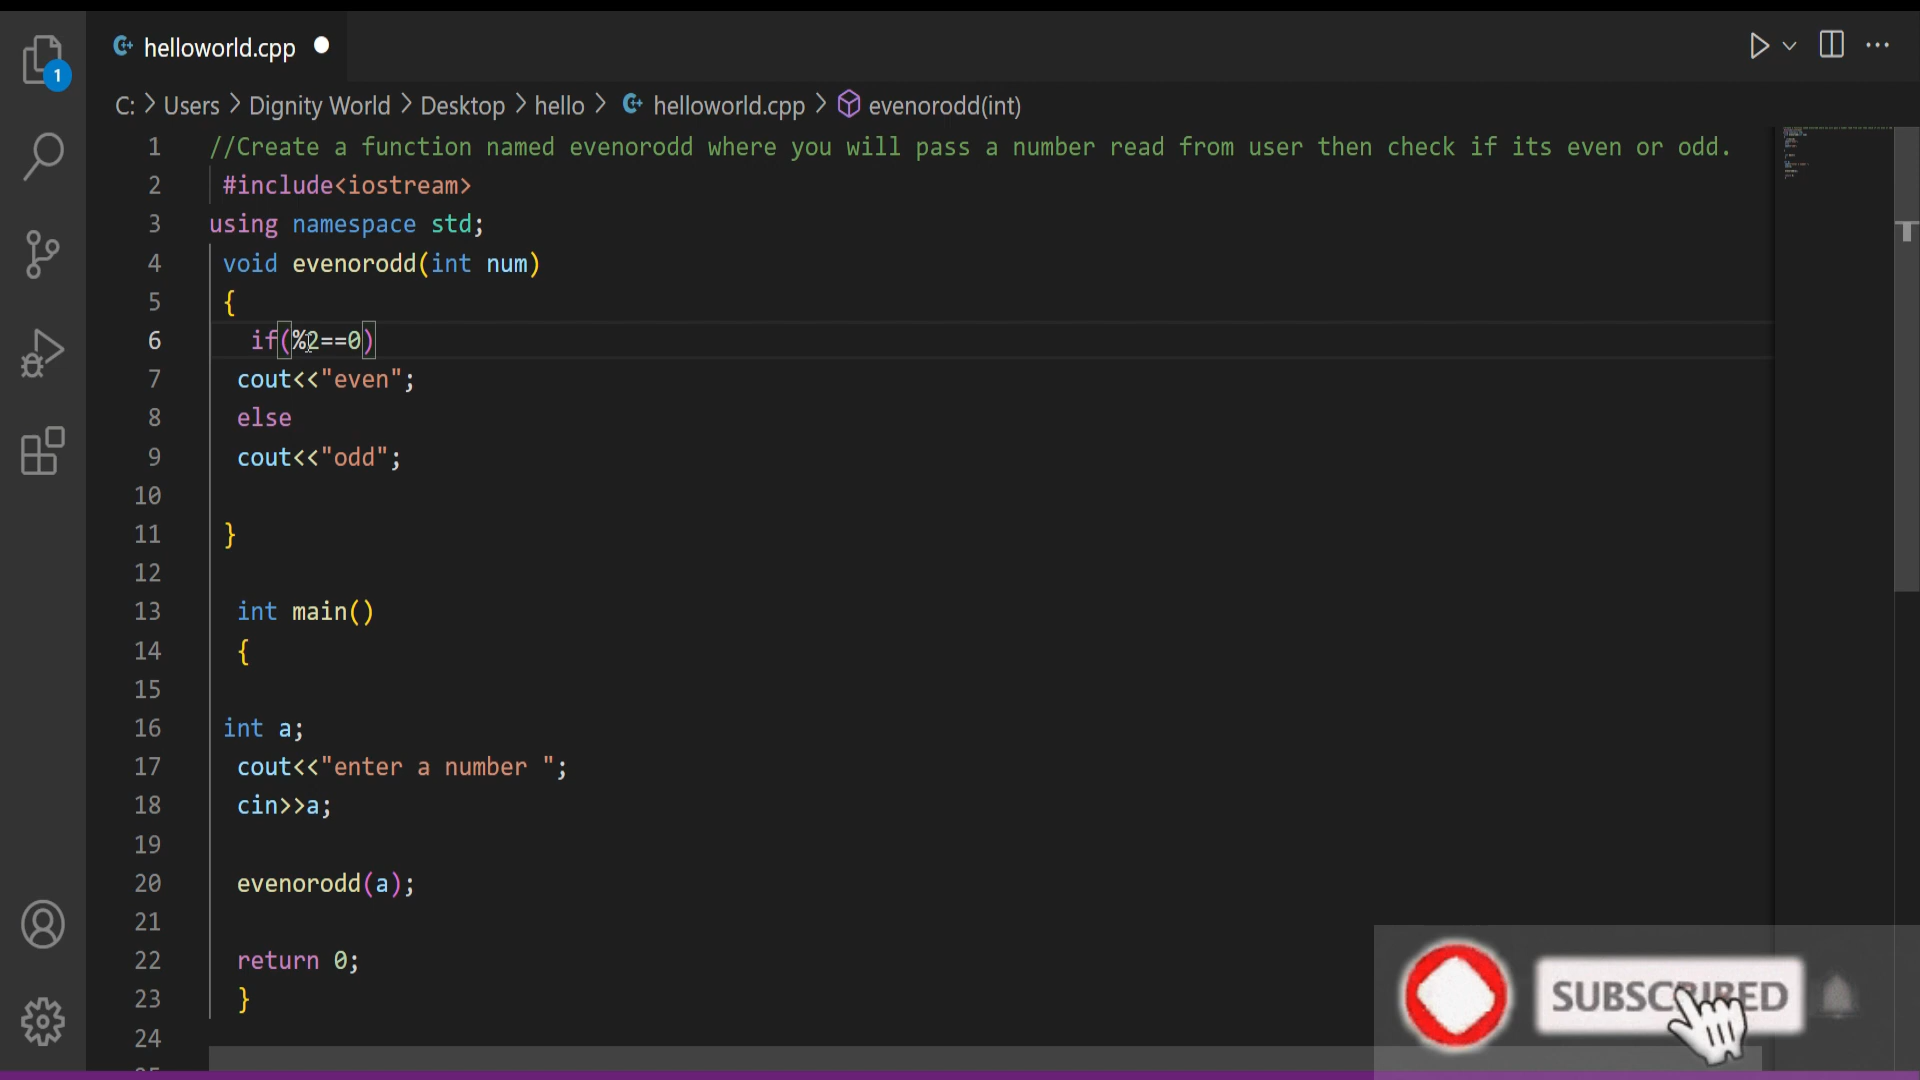 helloworld.cpp
1
C: > Users > Dignity World > Desktop > hello > helloworld.cpp > evenorodd(int)
1 //Create a function named evenorodd where you will pass a number read from user then check if its even or odd.
2 #include<iostream>
3 using namespace std;
4 void evenorodd(int num)
5 {
6 if(%2==0)
7 cout<<"even";
8 else
9 cout<<"odd";
10
11 }
12
13 int main()
14 {
15
16 int a;
17 cout<<"enter a number ";
18 cin>>a;
19
20 evenorodd(a);
21
22 return 0;
23 }
24
SUBSCRIBED